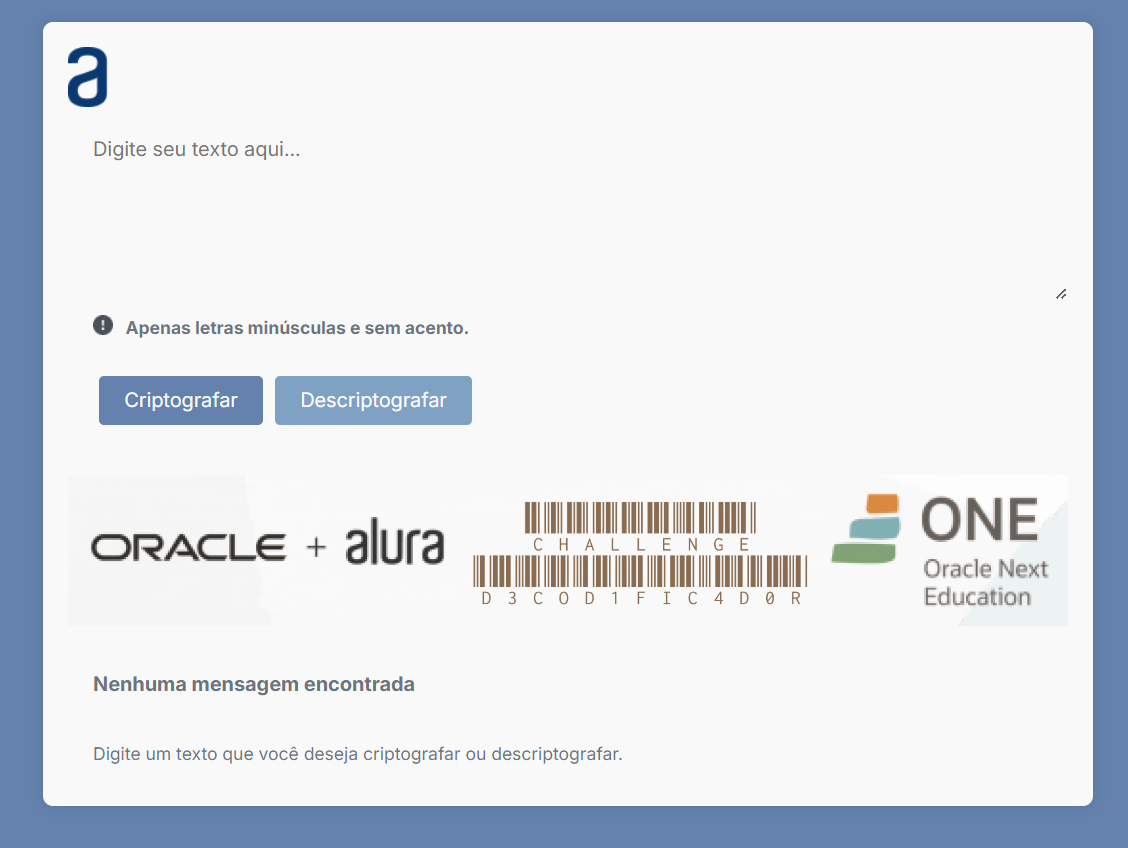 a
Digite seu texto aqui...
Apenas letras minúsculas e sem acento.
Criptografar Descriptografar
ORACLE + alura
CHALLENGE
D3COD1FIC4D0R
ONE
Oracle Next
Education
Nenhuma mensagem encontrada
Digite um texto que você deseja criptografar ou descriptografar.